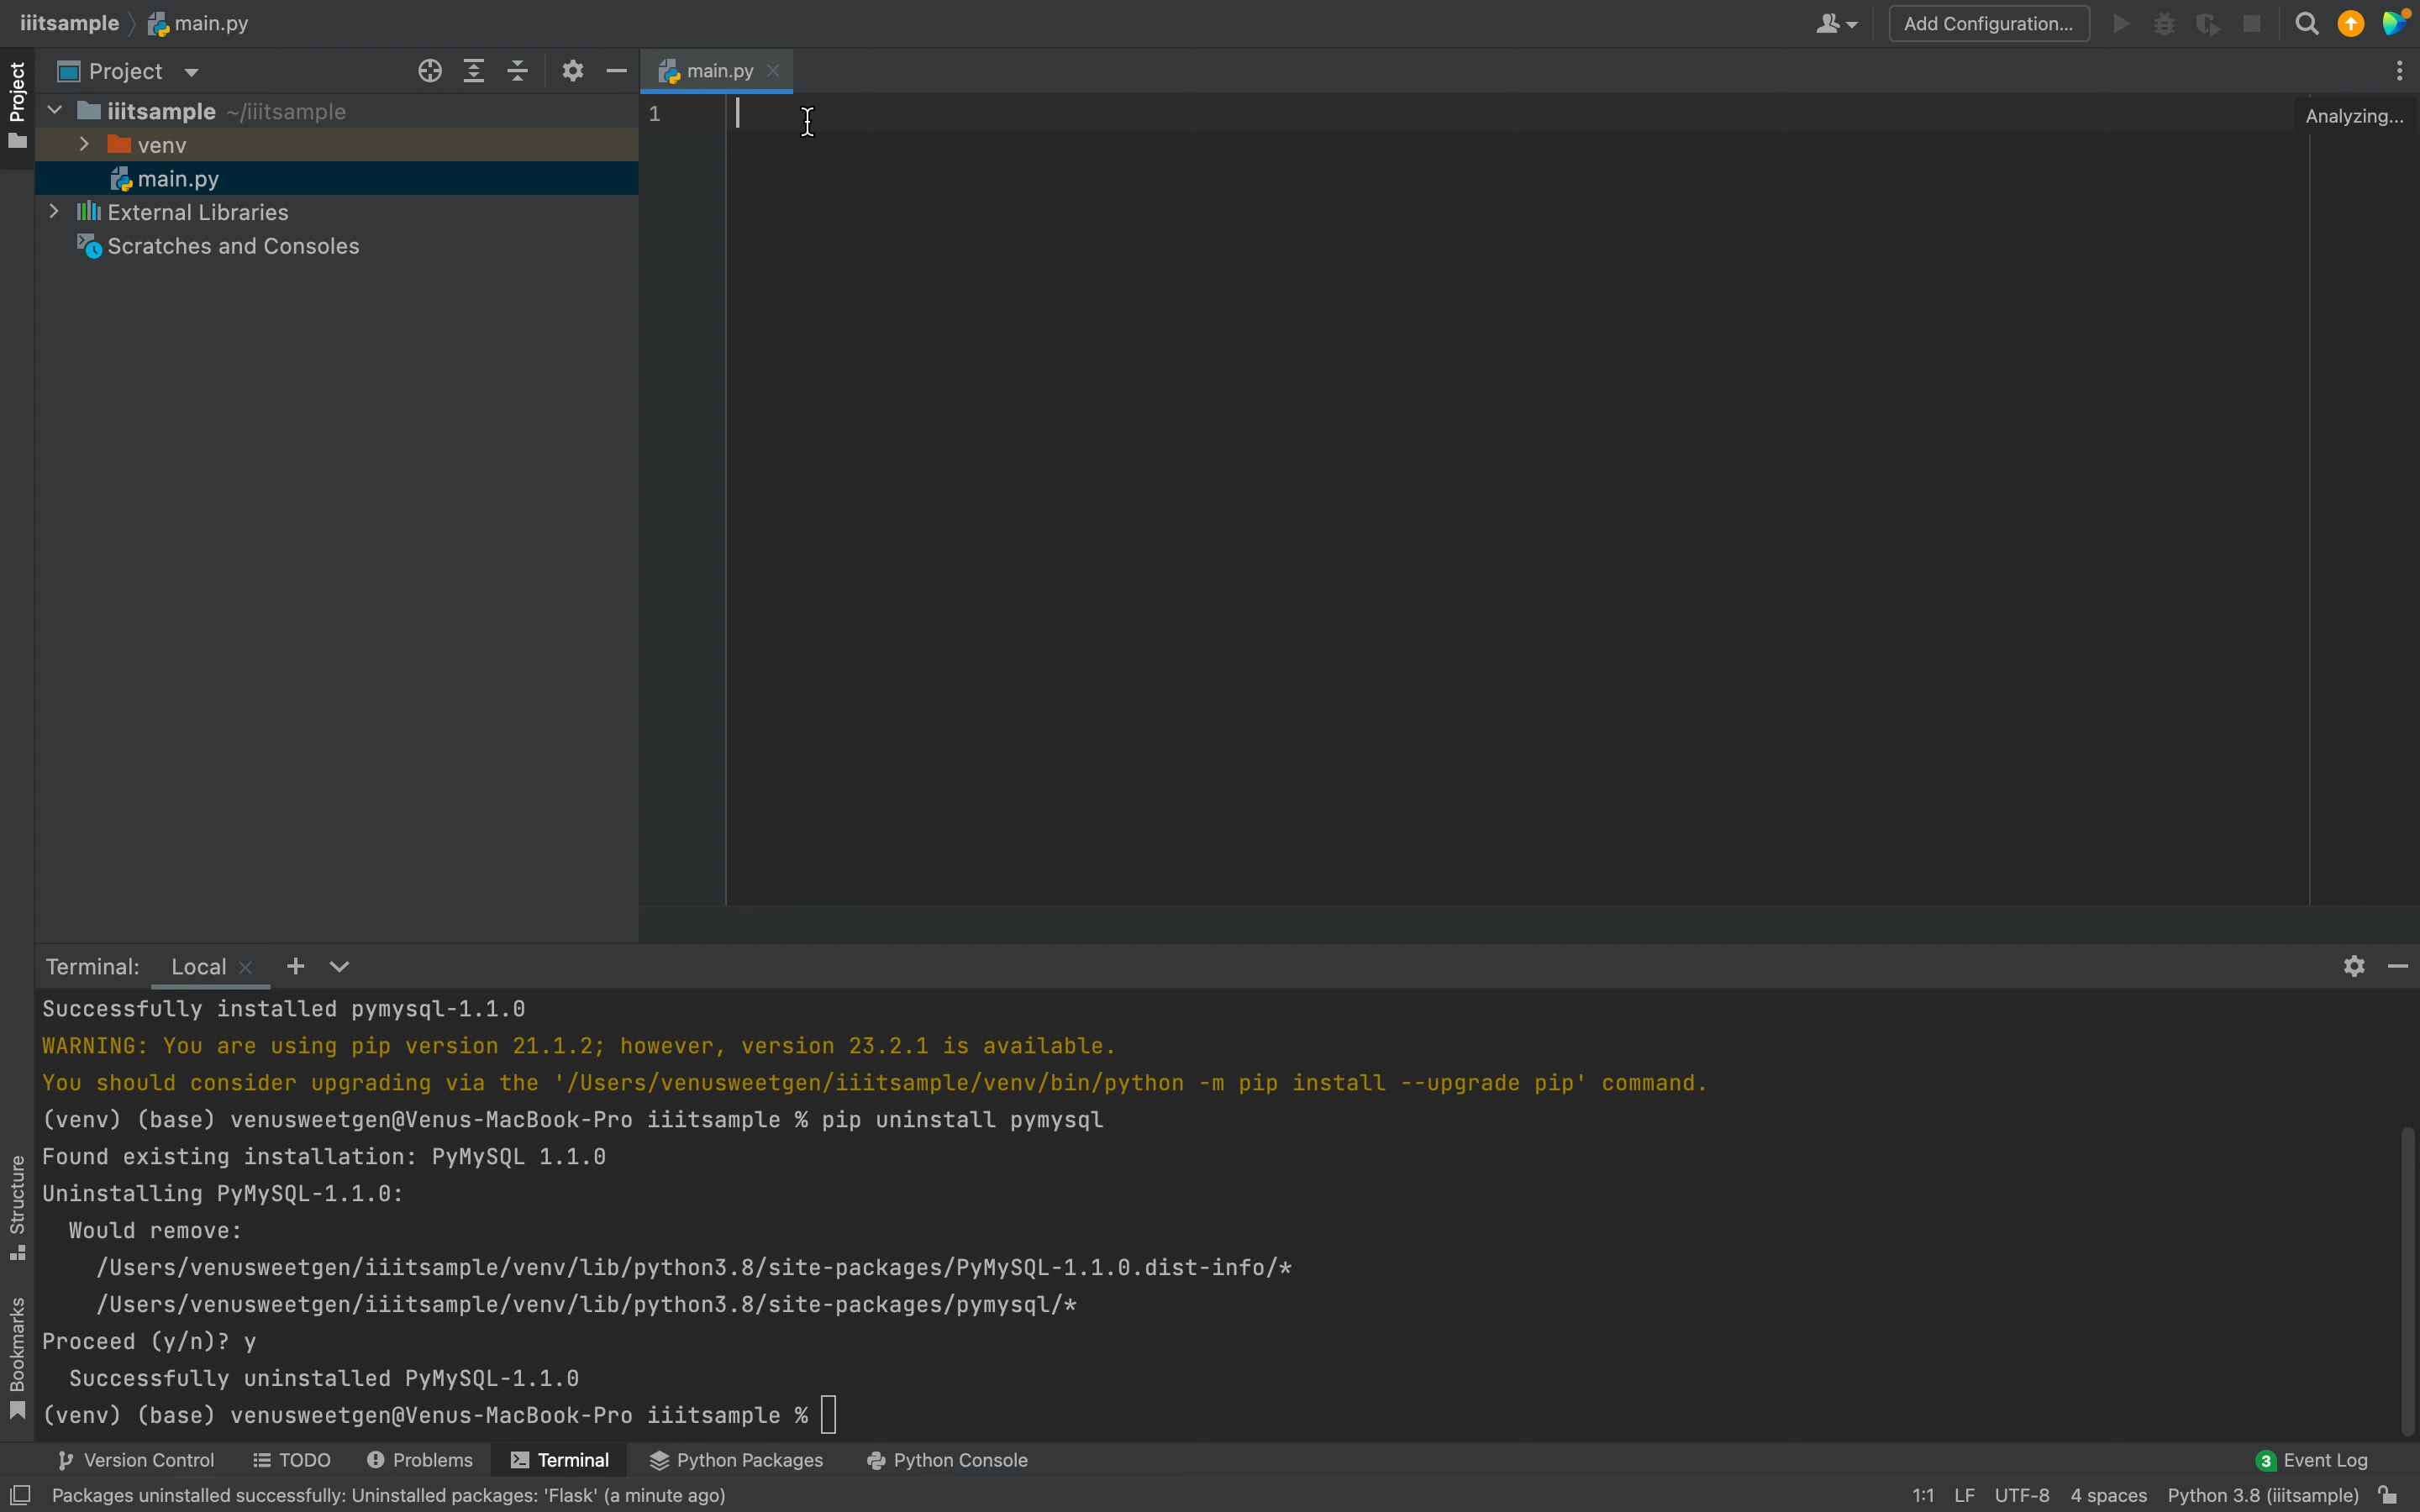 iiitsample main.py
Add Configuration...
Project
Project
main.py
iiitsample ~/iiitsample
venv
main.py
External Libraries
Scratches and Consoles
1
Analyzing...
Terminal: Local
Successfully installed pymysql-1.1.0
WARNING: You are using pip version 21.1.2; however, version 23.2.1 is available.
You should consider upgrading via the '/Users/venusweetgen/iiitsample/venv/bin/python -m pip install --upgrade pip' command.
(venv) (base) venusweetgen@Venus-MacBook-Pro iiitsample % pip uninstall pymysql
Found existing installation: PyMySQL 1.1.0
Uninstalling PyMySQL-1.1.0:
Would remove:
/Users/venusweetgen/iiitsample/venv/lib/python3.8/site-packages/PyMySQL-1.1.0.dist-info/*
/Users/venusweetgen/iiitsample/venv/lib/python3.8/site-packages/pymysql/*
Proceed (y/n)? y
Successfully uninstalled PyMySQL-1.1.0
(venv) (base) venusweetgen@Venus-MacBook-Pro iiitsample %
Structure
Bookmarks
Version Control TODO Problems Terminal Python Packages Python Console 3 Event Log
Packages uninstalled successfully: Uninstalled packages: 'Flask' (a minute ago) 1:1 LF UTF-8 4 spaces Python 3.8 (iiitsample)